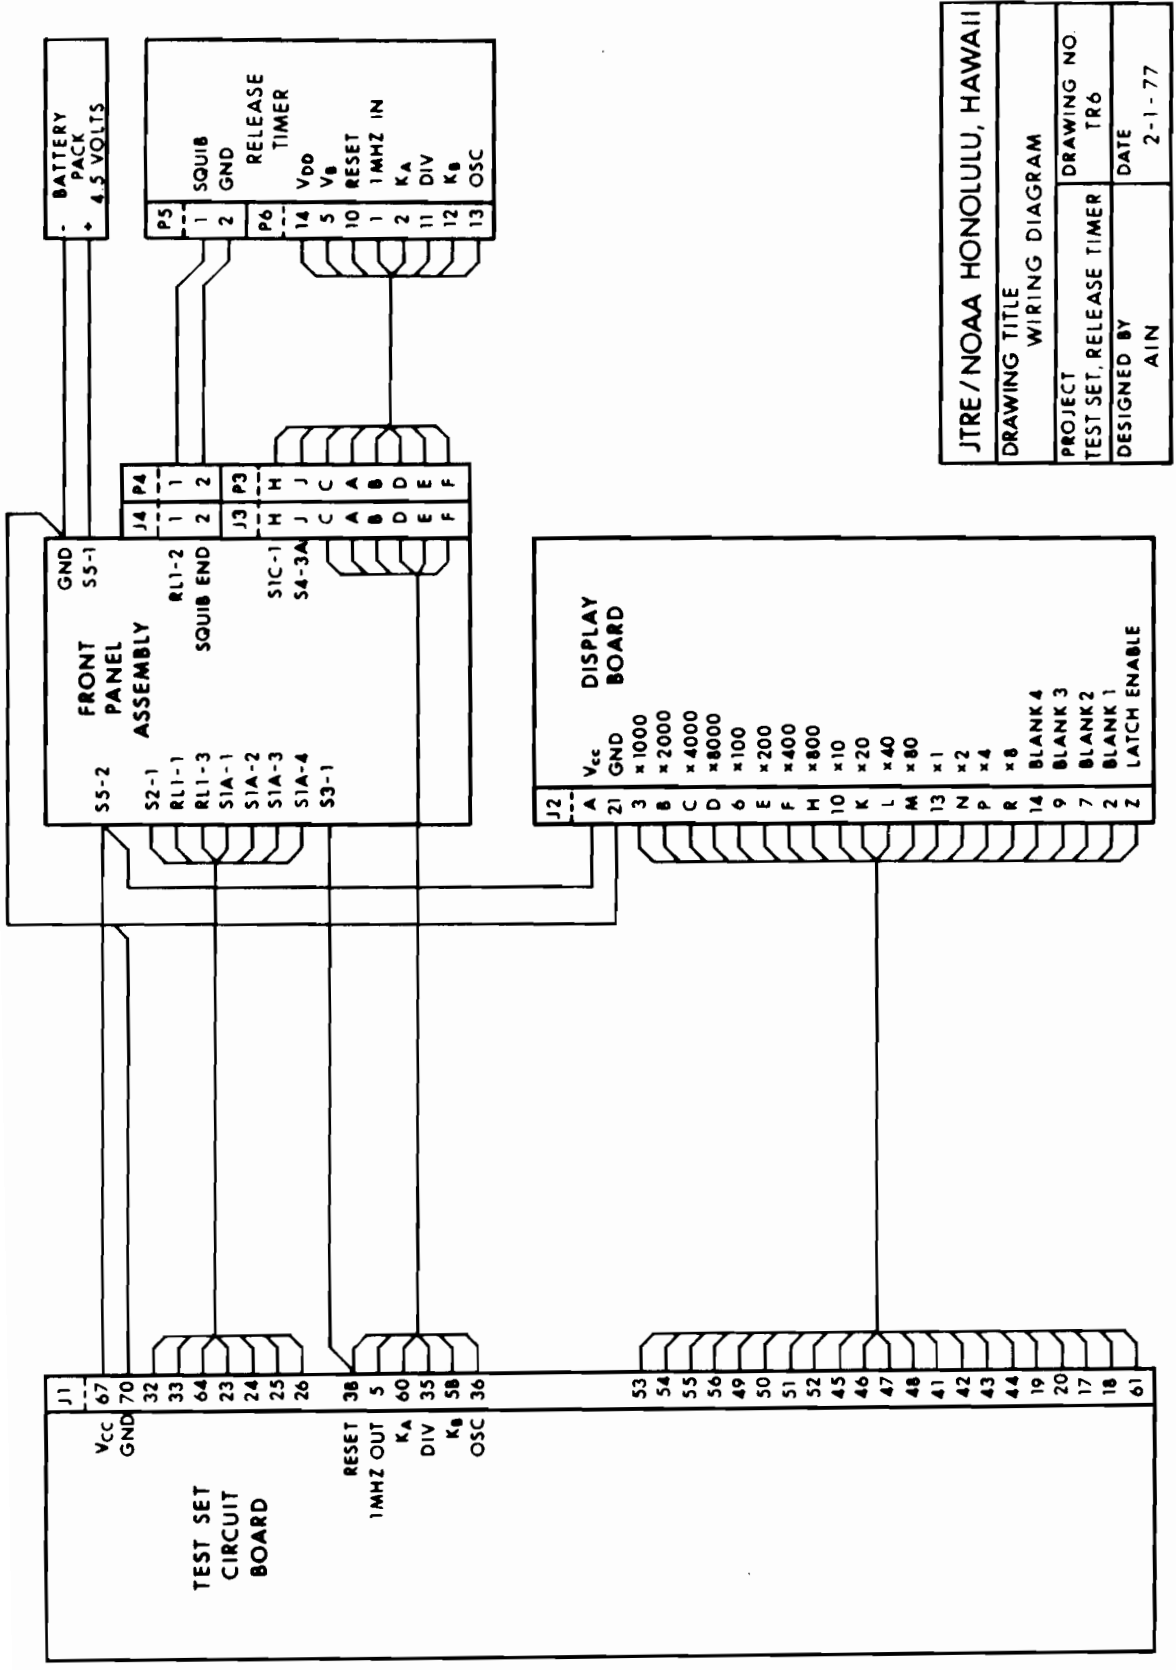 TEST SET
CIRCUIT
BOARD
VCC
GND
RESET
1MHZ OUT
KA
DIV
KB
OSC
J1
67
70
32
33
64
23
24
25
26
38
5
60
35
58
36
53
54
55
56
49
50
51
52
45
46
47
48
41
42
43
44
19
20
17
18
61
FRONT
PANEL
ASSEMBLY
S5-2
S2-1
RL1-1
RL1-3
S1A-1
S1A-2
S1A-3
S1A-4
S3-1
GND
S5-1
RL1-2
SQUIB END
S1C-1
S4-3A
J4 P4
1 1
2 2
J3 P3
H H
J J
C C
A A
B B
D D
E E
F F
- BATTERY
PACK
+ 4.5 VOLTS
P5
1 SQUIB
2 GND
P6
RELEASE
TIMER
14 VDD
5 VB
10 RESET
1 1MHZ IN
2 KA
11 DIV
12 KB
13 OSC
J2
DISPLAY
BOARD
A Vcc
21 GND
3 x1000
B x2000
C x4000
D x8000
6 x100
E x200
F x400
H x800
10 x10
K x20
L x40
M x80
13 x1
N x2
P x4
R x8
14 BLANK 4
9 BLANK 3
7 BLANK 2
2 BLANK 1
Z LATCH ENABLE
JTRE/NOAA HONOLULU, HAWAII
DRAWING TITLE
WIRING DIAGRAM
PROJECT
TEST SET, RELEASE TIMER
DRAWING NO.
TR6
DESIGNED BY
AIN
DATE
2-1-77